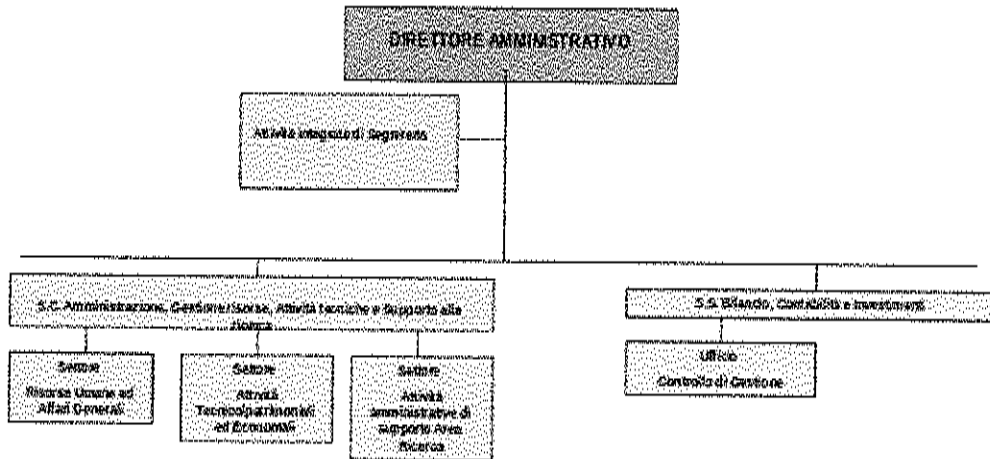 DIRETTORE AMMINISTRATIVO
Attività Integrate di Segreteria
S.C. Amministrazione, Gestione risorse, Attività tecniche e Supporto alla
ricerca
S.S. Bilancio, Contabilità e Investimenti
Settore
Risorse Umane ed
Affari Generali
Settore
Attività
Tecnico/patrimoniali
ed Economali
Settore
Attività
amministrative di
supporto Area
Ricerca
Ufficio
Controllo di Gestione